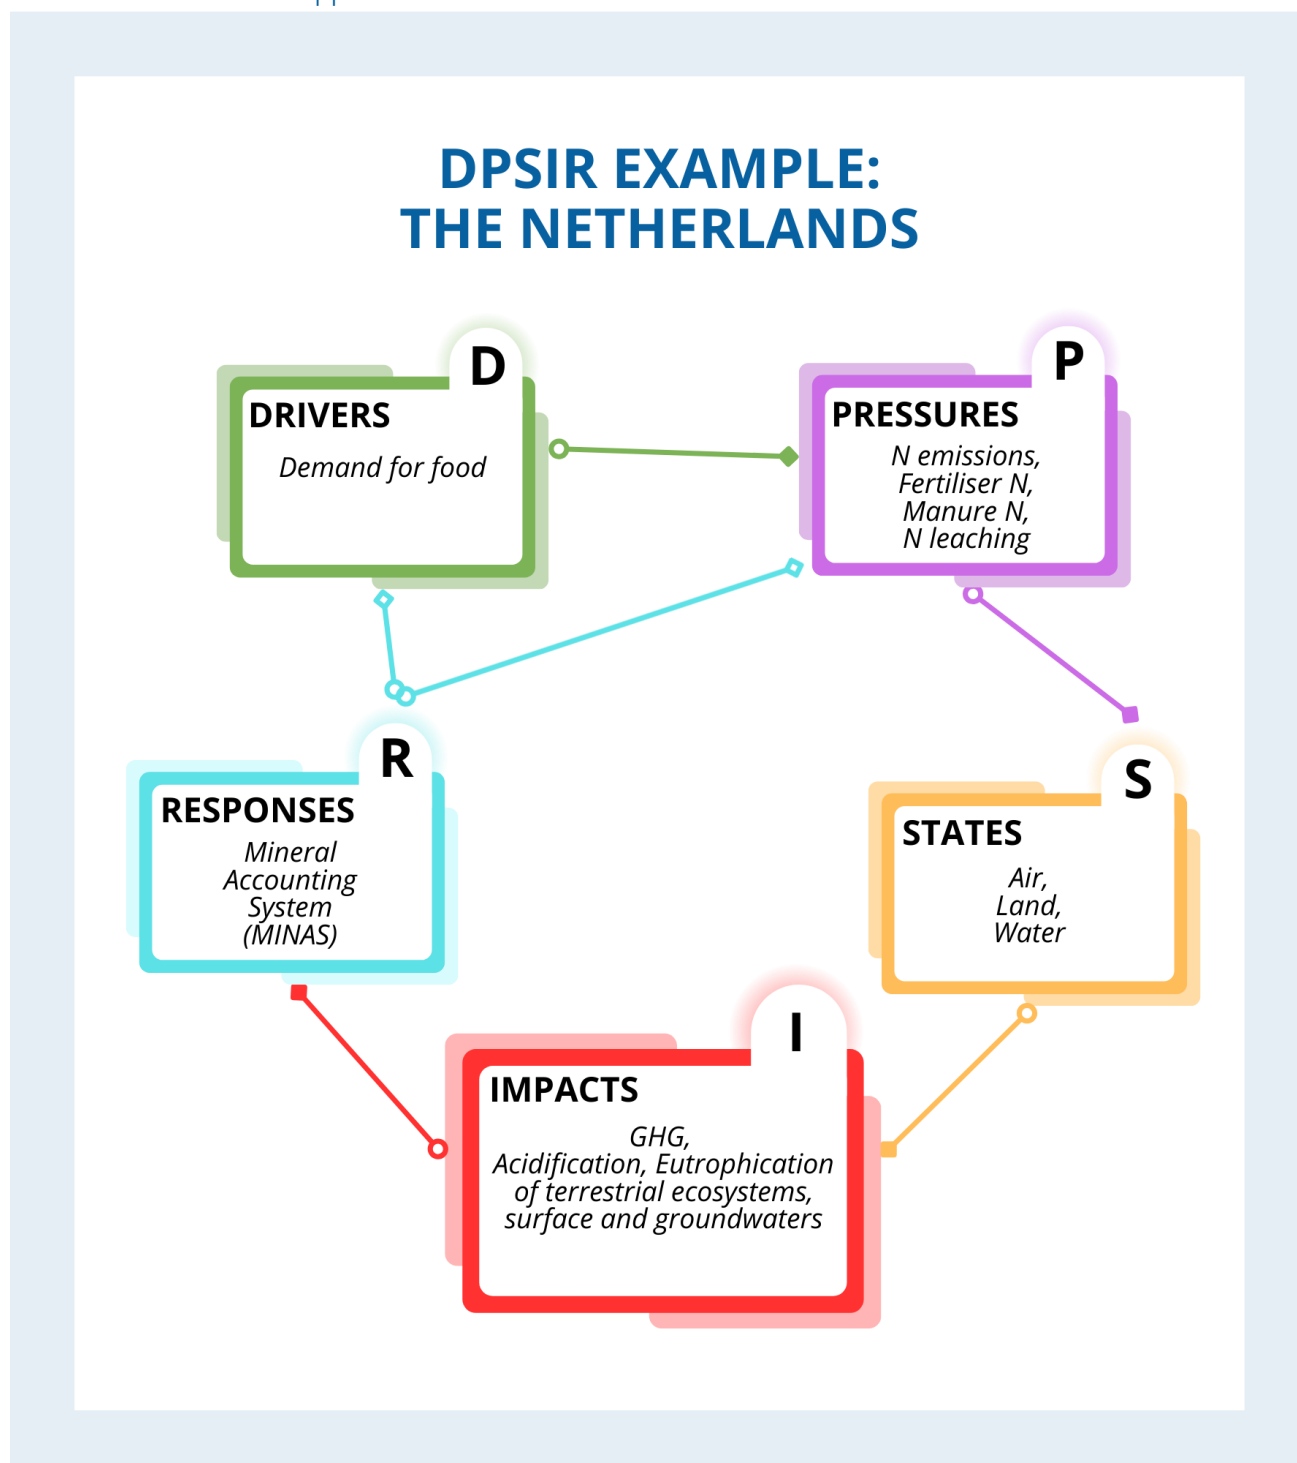 DPSIR EXAMPLE:
THE NETHERLANDS
D
DRIVERS
Demand for food
P
PRESSURES
N emissions,
Fertiliser N,
Manure N,
N leaching
R
RESPONSES
Mineral
Accounting
System
(MINAS)
S
STATES
Air,
Land,
Water
I
IMPACTS
GHG,
Acidification, Eutrophication
of terrestrial ecosystems,
surface and groundwaters